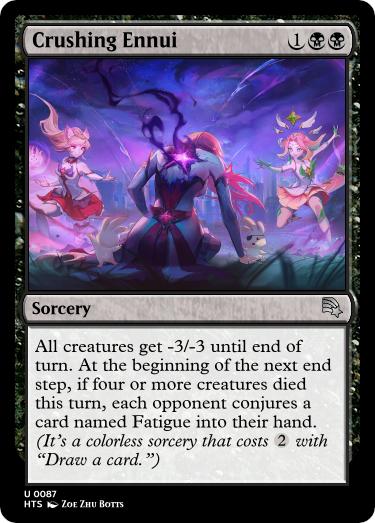 Crushing Ennui 1
Sorcery
All creatures get -3/-3 until end of
turn. At the beginning of the next end
step, if four or more creatures died
this turn, each opponent conjures a
card named Fatigue into their hand.
(It's a colorless sorcery that costs 2 with
“Draw a card.”)
U 0087
HTS Zoe Zhu Botts